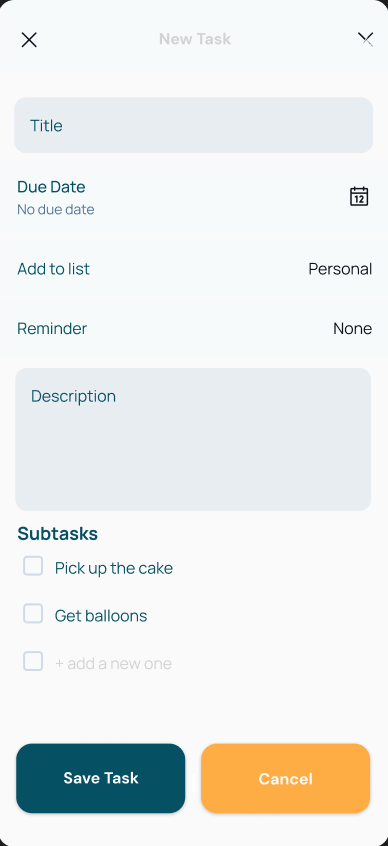 New Task
Title
Due Date
No due date
12
Add to list
Personal
Reminder
None
Description
Subtasks
Pick up the cake
Get balloons
+ add a new one
Save Task
Cancel